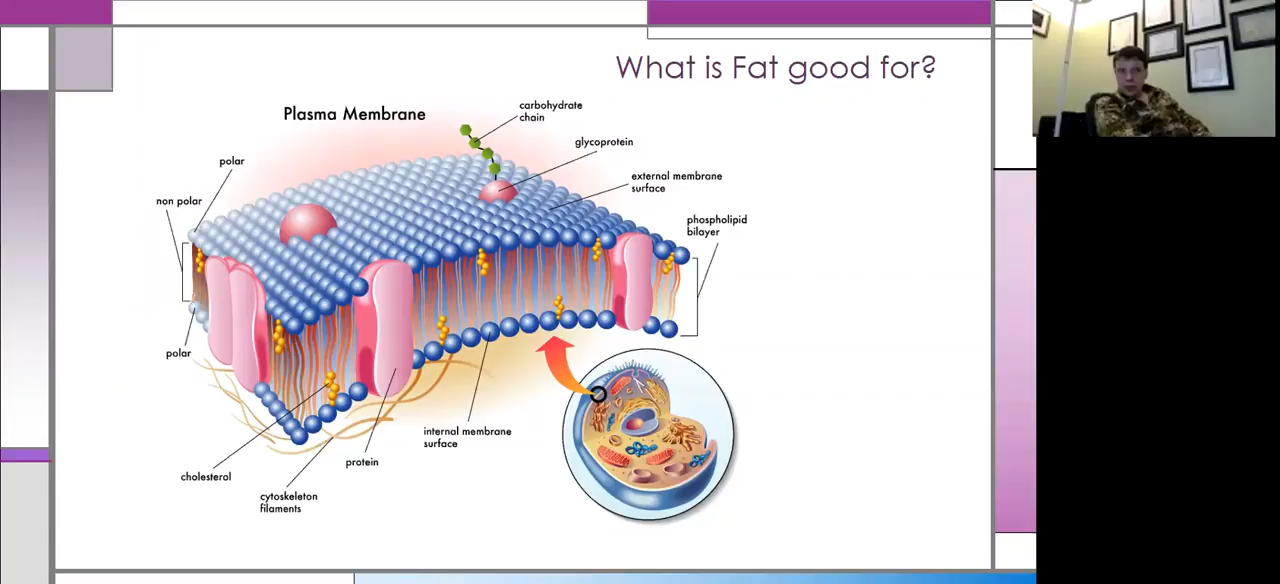 What is Fat good for?
Plasma Membrane
carbohydrate
chain
glycoprotein
polar
external membrane
surface
non polar
phospholipid
bilayer
polar
internal membrane
surface
protein
cholesterol
cytoskeleton
filaments